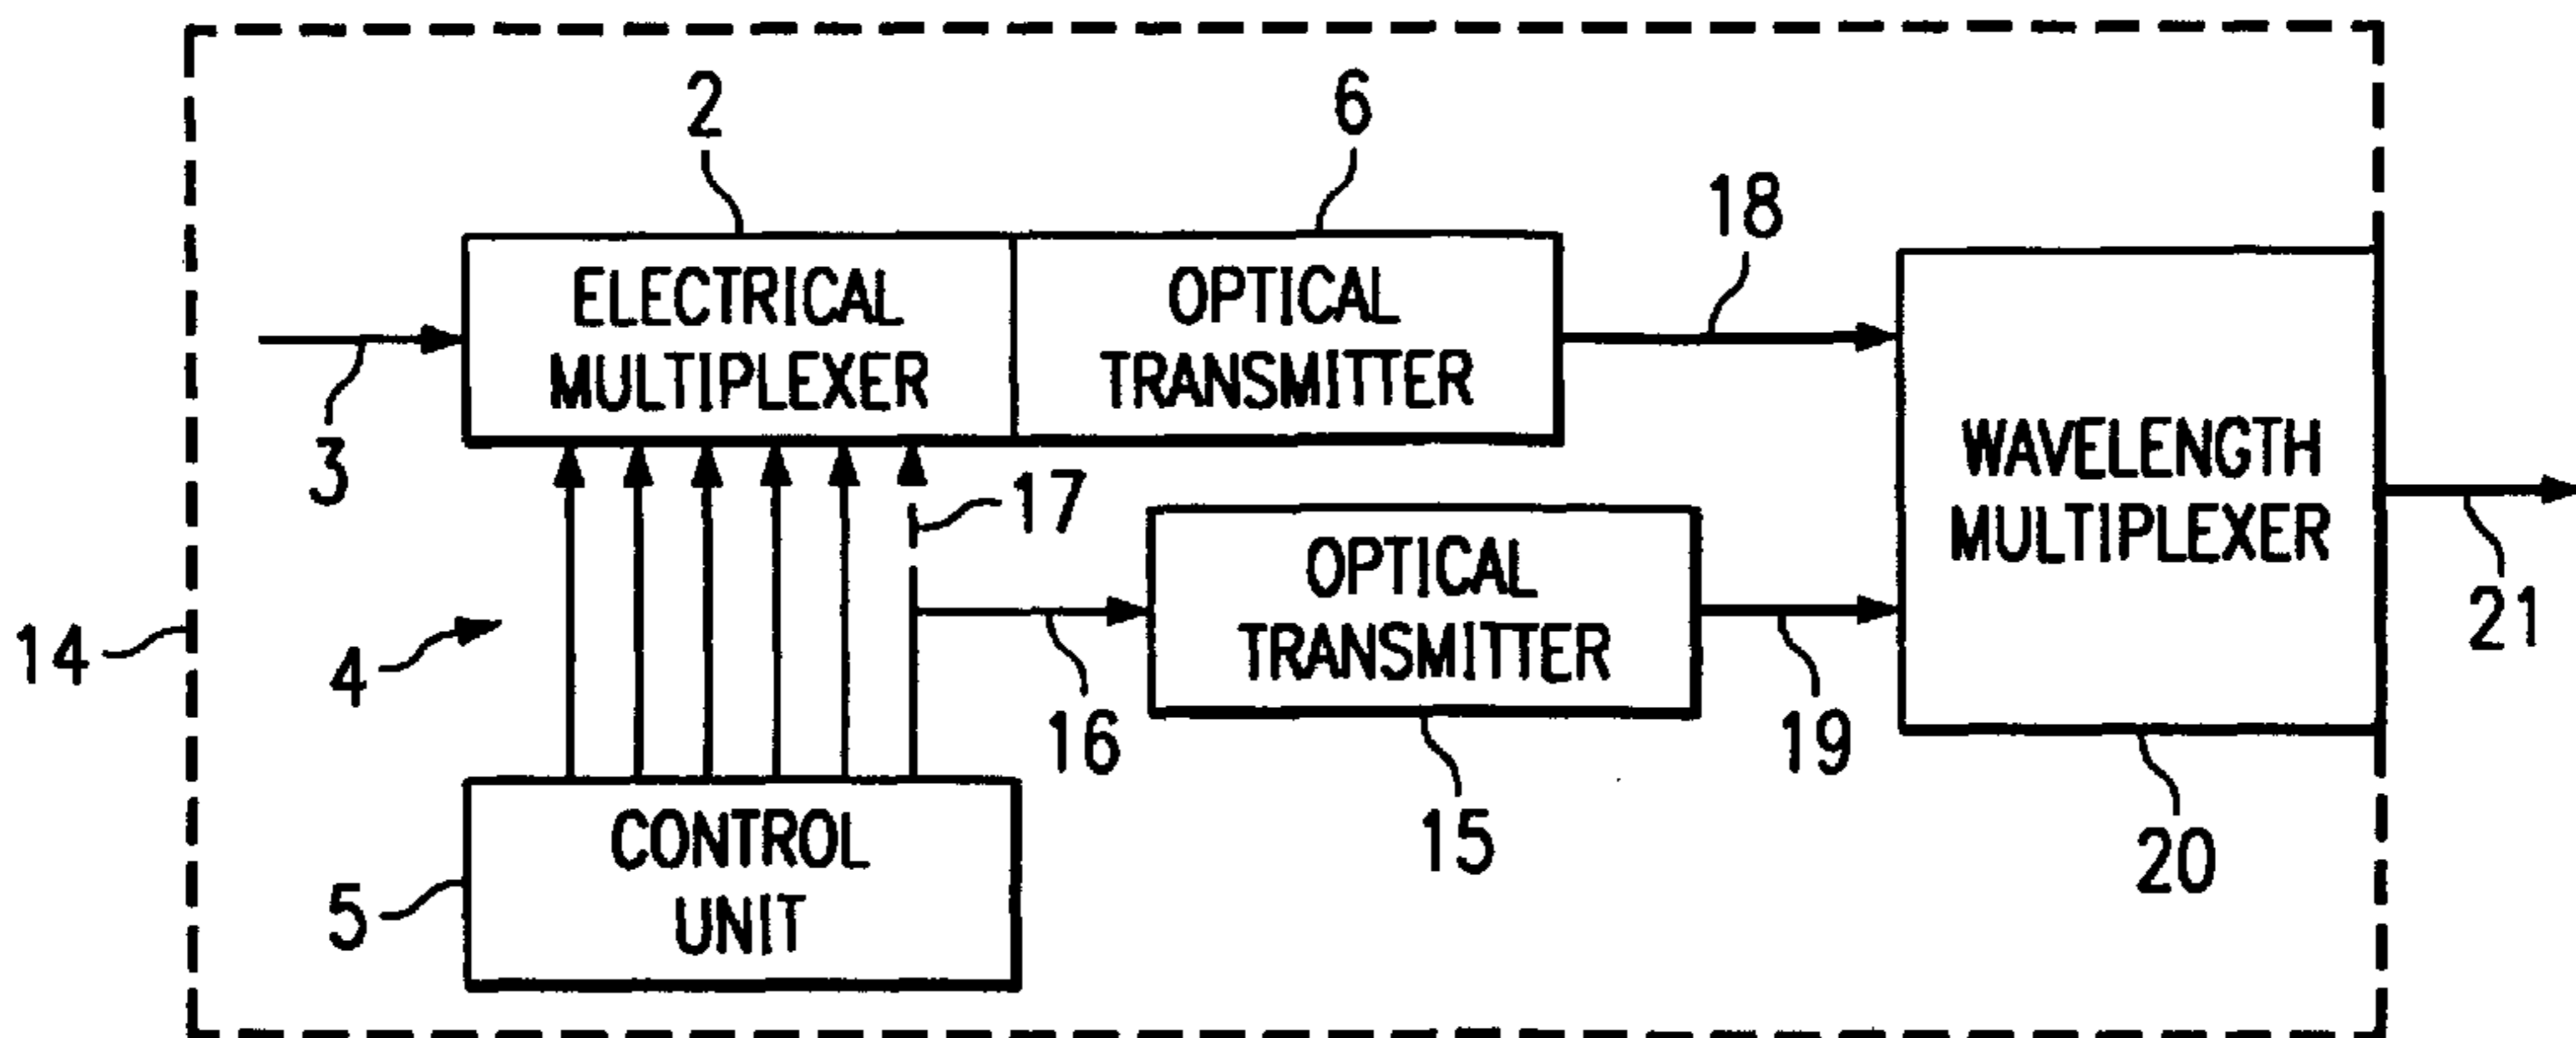 2
6
18
ELECTRICAL
MULTIPLEXER
OPTICAL
TRANSMITTER
3
17
WAVELENGTH
MULTIPLEXER
OPTICAL
TRANSMITTER
14
4
16
19
21
CONTROL
UNIT
5
15
20